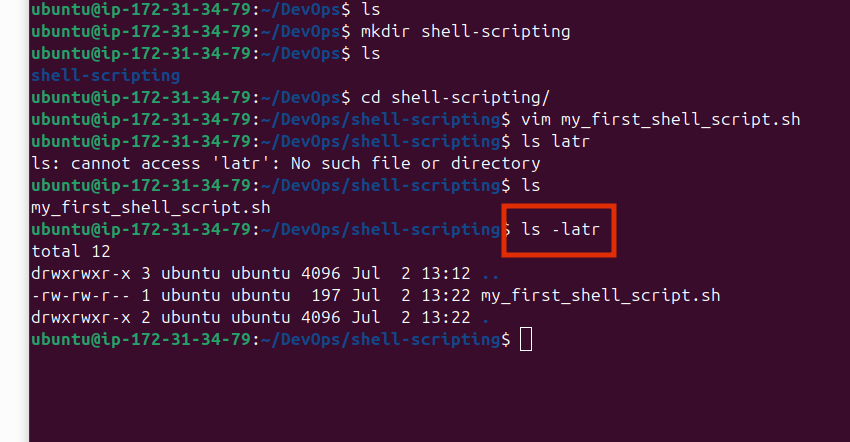 ubuntu@ip-172-31-34-79:~/DevOps$ ls
ubuntu@ip-172-31-34-79:~/DevOps$ mkdir shell-scripting
ubuntu@ip-172-31-34-79:~/DevOps$ ls
shell-scripting
ubuntu@ip-172-31-34-79:~/DevOps$ cd shell-scripting/
ubuntu@ip-172-31-34-79:~/DevOps/shell-scripting$ vim my_first_shell_script.sh
ubuntu@ip-172-31-34-79:~/DevOps/shell-scripting$ ls latr
ls: cannot access 'latr': No such file or directory
ubuntu@ip-172-31-34-79:~/DevOps/shell-scripting$ ls
my_first_shell_script.sh
ubuntu@ip-172-31-34-79:~/DevOps/shell-scripting$ ls -latr
total 12
drwxrwxr-x 3 ubuntu ubuntu 4096 Jul  2 13:12 ..
-rw-rw-r-- 1 ubuntu ubuntu  197 Jul  2 13:22 my_first_shell_script.sh
drwxrwxr-x 2 ubuntu ubuntu 4096 Jul  2 13:22 .
ubuntu@ip-172-31-34-79:~/DevOps/shell-scripting$